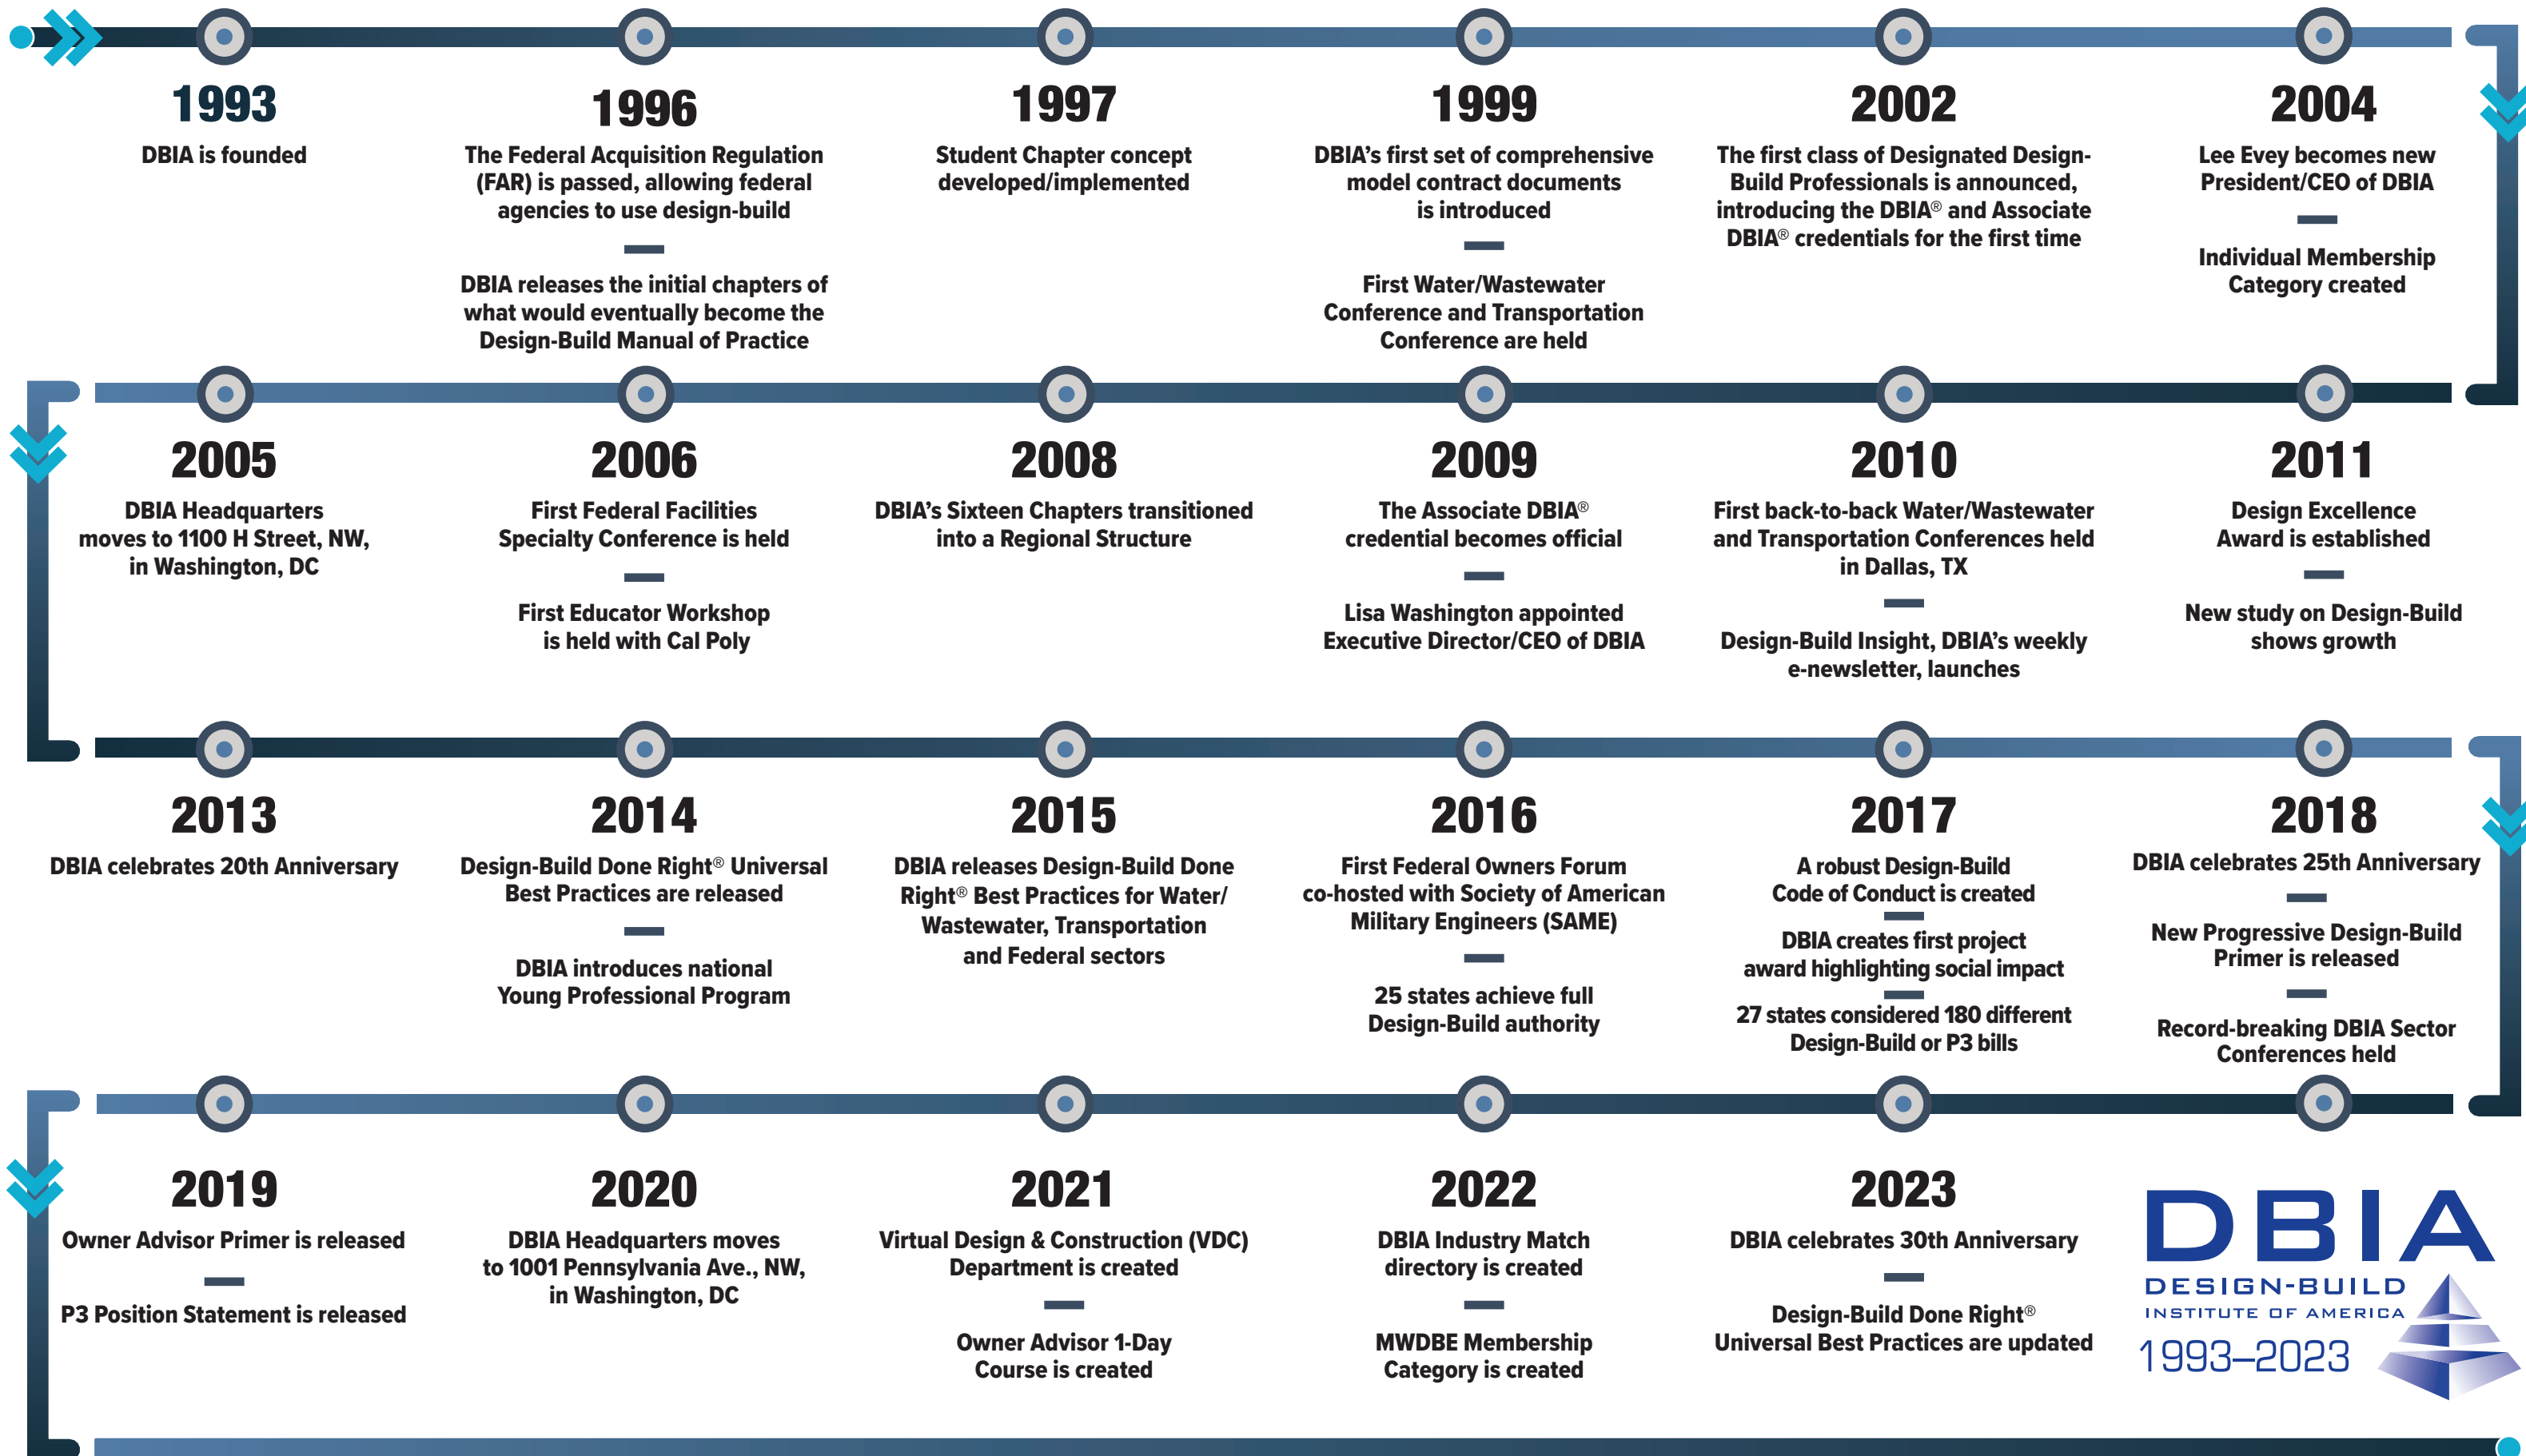 1993
DBIA is founded
1996
The Federal Acquisition Regulation
(FAR) is passed, allowing federal
agencies to use design-build
DBIA releases the initial chapters of
what would eventually become the
Design-Build Manual of Practice
1997
Student Chapter concept
developed/implemented
1999
DBIA's first set of comprehensive
model contract documents
is introduced
First Water/Wastewater
Conference and Transportation
Conference are held
2002
The first class of Designated Design-
Build Professionals is announced,
introducing the DBIA® and Associate
DBIA® credentials for the first time
2004
Lee Evey becomes new
President/CEO of DBIA
Individual Membership
Category created
2005
DBIA Headquarters
moves to 1100 H Street, NW,
in Washington, DC
2006
First Federal Facilities
Specialty Conference is held
First Educator Workshop
is held with Cal Poly
2008
DBIA's Sixteen Chapters transitioned
into a Regional Structure
2009
The Associate DBIA®
credential becomes official
Lisa Washington appointed
Executive Director/CEO of DBIA
2010
First back-to-back Water/Wastewater
and Transportation Conferences held
in Dallas, TX
Design-Build Insight, DBIA's weekly
e-newsletter, launches
2011
Design Excellence
Award is established
New study on Design-Build
shows growth
2013
DBIA celebrates 20th Anniversary
2014
Design-Build Done Right® Universal
Best Practices are released
DBIA introduces national
Young Professional Program
2015
DBIA releases Design-Build Done
Right® Best Practices for Water/
Wastewater, Transportation
and Federal sectors
2016
First Federal Owners Forum
co-hosted with Society of American
Military Engineers (SAME)
25 states achieve full
Design-Build authority
2017
A robust Design-Build
Code of Conduct is created
DBIA creates first project
award highlighting social impact
27 states considered 180 different
Design-Build or P3 bills
2018
DBIA celebrates 25th Anniversary
New Progressive Design-Build
Primer is released
Record-breaking DBIA Sector
Conferences held
2019
Owner Advisor Primer is released
P3 Position Statement is released
2020
DBIA Headquarters moves
to 1001 Pennsylvania Ave., NW,
in Washington, DC
2021
Virtual Design & Construction (VDC)
Department is created
Owner Advisor 1-Day
Course is created
2022
DBIA Industry Match
directory is created
MWDBE Membership
Category is created
2023
DBIA celebrates 30th Anniversary
Design-Build Done Right®
Universal Best Practices are updated
DBIA
DESIGN-BUILD
INSTITUTE OF AMERICA
1993–2023